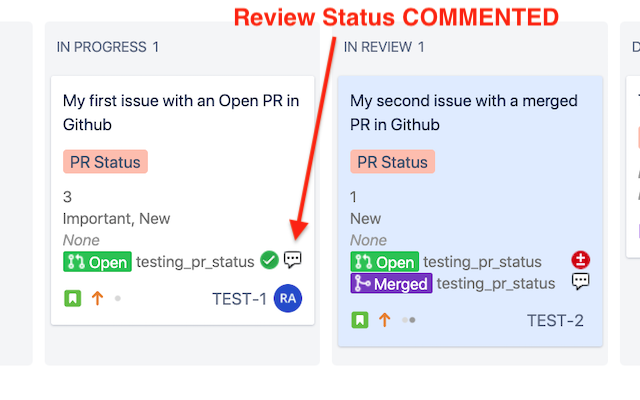 Review Status COMMENTED
IN PROGRESS 1
My first issue with an Open PR in
Github
PR Status
3
Important, New
None
Open testing_pr_status
TEST-1 RA
IN REVIEW 1
My second issue with a merged
PR in Github
PR Status
1
New
None
Open testing_pr_status
Merged testing_pr_status
TEST-2
D